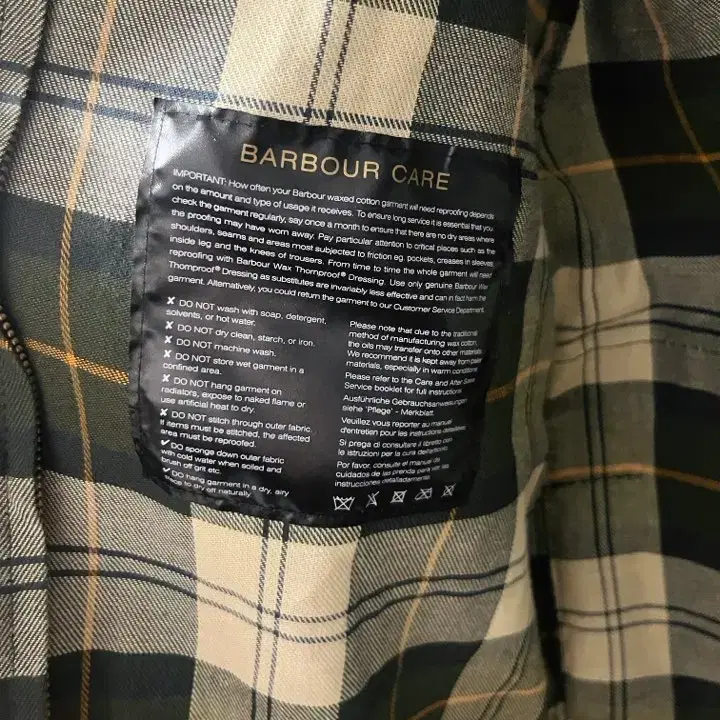 BARBOUR CARE
IMPORTANT: How often your Barbour waxed cotton garment will need reproofing depends
on the amount and type of usage it receives. To ensure long service it is essential that you
check the garment regularly, say once a month to ensure that there are no dry areas where
the proofing may have worn away. Pay particular attention to critical places such as the
shoulders, seams and areas most subjected to friction eg. pockets, creases in sleeves
inside leg and the knees of trousers. From time to time the whole garment will need
reproofing with Barbour Wax Thornproof® Dressing. Use only genuine Barbour Wax
Thornproof® Dressing as substitutes are invariably less effective and can in fact harm the
garment. Alternatively, you could return the garment to our Customer Service Department.
✘ DO NOT wash with soap, detergent,
solvents, or hot water.
✘ DO NOT dry clean, starch, or iron.
✘ DO NOT machine wash.
✘ DO NOT store wet garment in a
confined area.
✘ DO NOT hang garment on
radiators, expose to naked flame or
use artificial heat to dry.
✘ DO NOT stitch through outer fabric.
If items must be stitched, the affected
area must be reproofed.
✔ DO sponge down outer fabric
with cold water when soiled and
brush off grit etc.
✔ DO hang garment in a dry, airy
place to dry off naturally
Please note that due to the traditional
method of manufacturing wax cotton,
the oils may transfer onto other materials.
We recommend it is kept away from paler
materials, especially in warm conditions
Please refer to the Care and After Sales
Service booklet for full instructions
Ausführliche Gebrauchsanweisungen
siehe 'Pflege' - Merkblatt.
Veuillez vous reporter au manuel
d'entretien pour les instructions détaillées
Si prega di consultare il libretto con
le istruzioni per la cura dell'articolo
Por favor, consulte el manual de
cuidados de las prendas para ver las
instrucciones detalladamente.